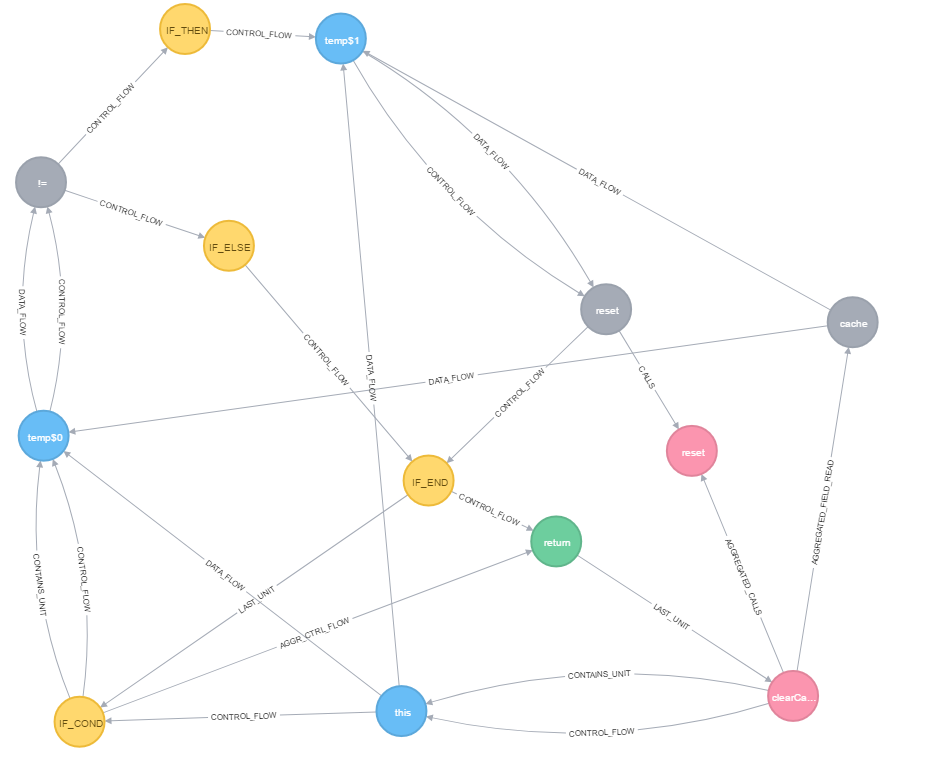 IF_THEN
CONTROL_FLOW
temp$1
CONTROL_FLOW
DATA_FLOW
CONTROL_FLOW
DATA_FLOW
!=
CONTROL_FLOW
IF_ELSE
DATA_FLOW
CONTROL_FLOW
reset
cache
CONTROL_FLOW
DATA_FLOW
DATA_FLOW
CALLS
CONTROL_FLOW
temp$0
reset
IF_END
CONTROL_FLOW
AGGREGATED_FIELD_READ
return
CONTAINS_UNIT
CONTROL_FLOW
DATA_FLOW
LAST_UNIT
AGGREGATED_CALLS
LAST_UNIT
AGGR_CTRL_FLOW
CONTAINS_UNIT
clearCa...
this
CONTROL_FLOW
IF_COND
CONTROL_FLOW